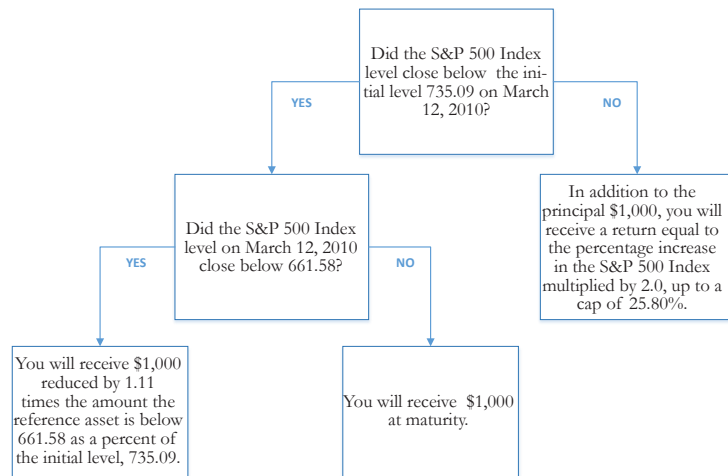 Did the S&P 500 Index
level close below the ini-
tial level 735.09 on March
12, 2010?
YES
NO
Did the S&P 500 Index
level on March 12, 2010
close below 661.58?
In addition to the
principal $1,000, you will
receive a return equal to
the percentage increase
in the S&P 500 Index
multiplied by 2.0, up to a
cap of 25.80%.
YES
NO
You will receive $1,000
reduced by 1.11
times the amount the
reference asset is below
661.58 as a percent of
the initial level, 735.09.
You will receive $1,000
at maturity.